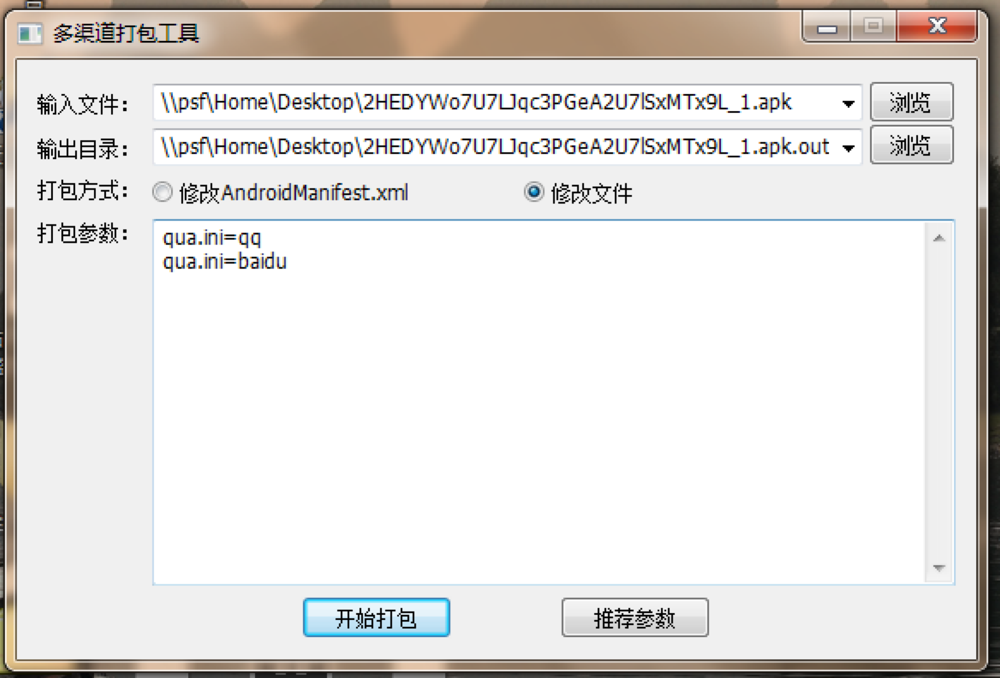 多渠道打包工具
输入文件： \\psf\Home\Desktop\2HEDYWo7U7LJqc3PGeA2U7lSxMTx9L_1.apk 浏览
输出目录： \\psf\Home\Desktop\2HEDYWo7U7LJqc3PGeA2U7lSxMTx9L_1.apk.out 浏览
打包方式： 修改AndroidManifest.xml 修改文件
打包参数： qua.ini=qq
qua.ini=baidu
开始打包 推荐参数